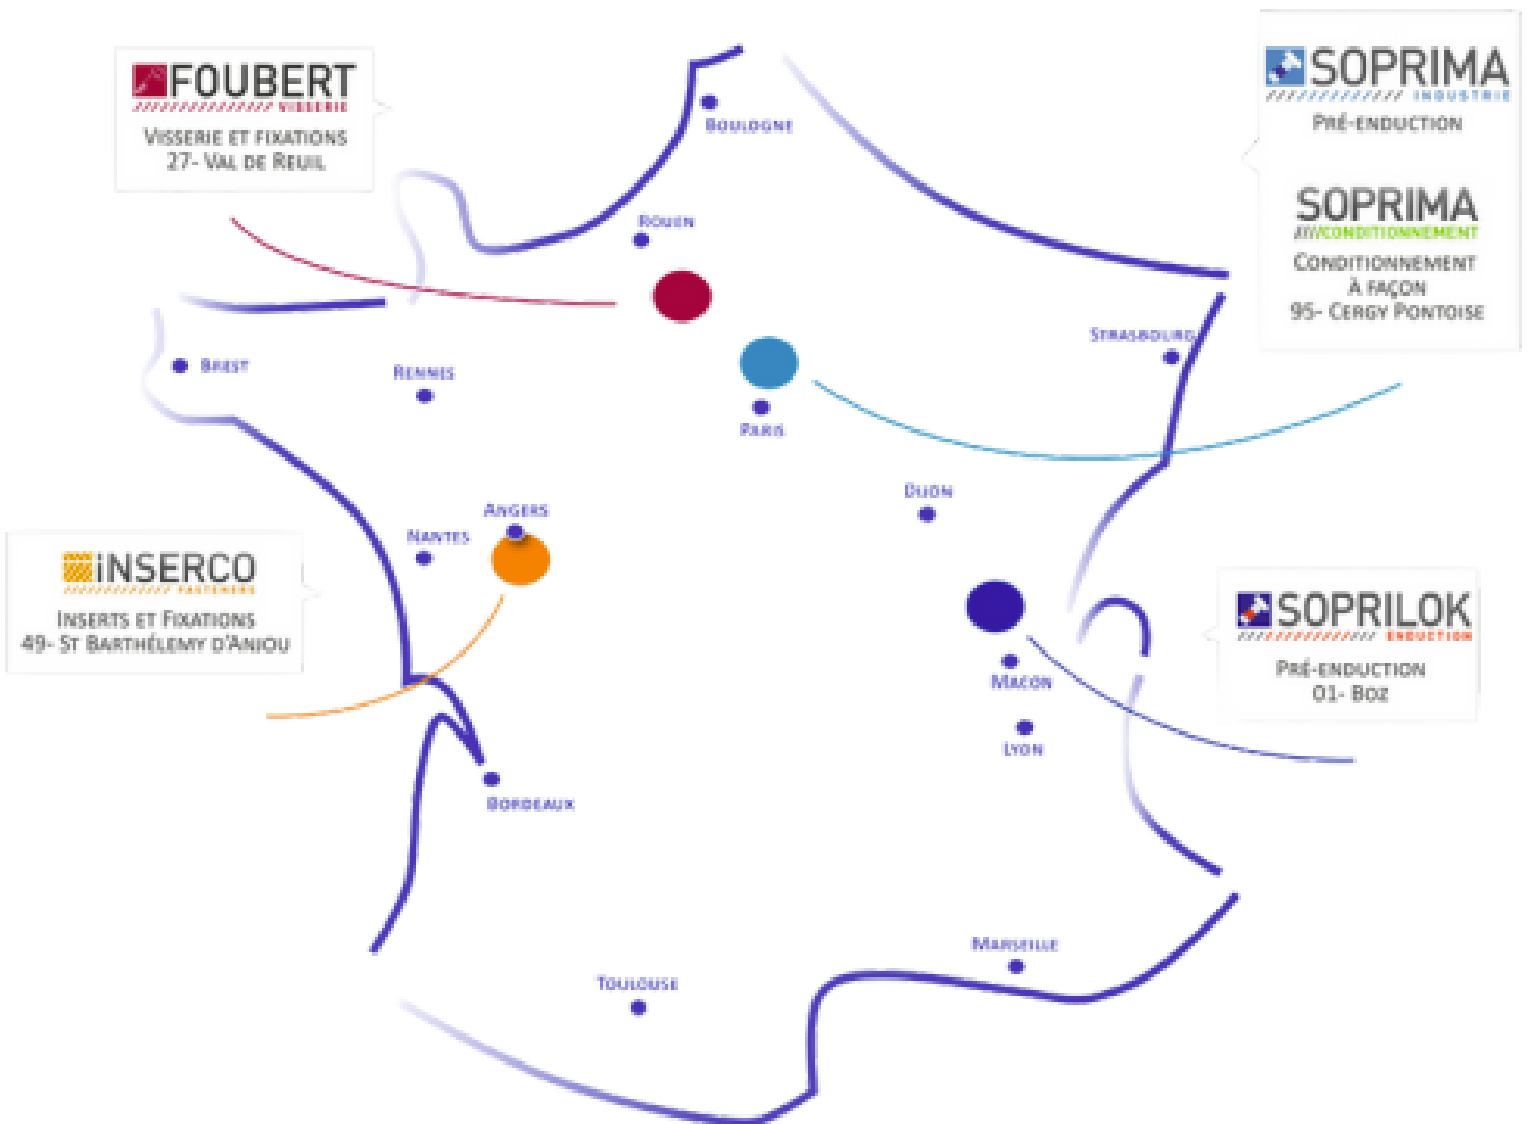 FOUBERT
VISSERIE
VISSERIE ET FIXATIONS
27- VAL DE REUIL
SOPRIMA
INDUSTRIE
PRÉ-ENDUCTION
SOPRIMA
CONDITIONNEMENT
CONDITIONNEMENT
À FAÇON
95- CERGY PONTOISE
BOULOGNE
ROUEN
STRASBOURG
BREST
RENNES
PARIS
DIJON
ANGERS
NANTES
iNSERCO
FASTENERS
INSERTS ET FIXATIONS
49- ST BARTHÉLEMY D'ANJOU
SOPRILOK
ENDUCTION
PRÉ-ENDUCTION
01- BOZ
MACON
LYON
BORDEAUX
MARSEILLE
TOULOUSE